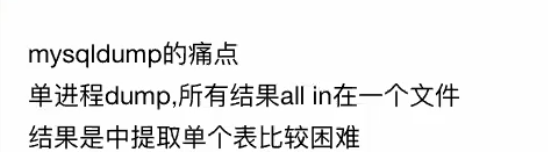 mysqldump的痛点
单进程dump,所有结果all in在一个文件
结果是中提取单个表比较困难